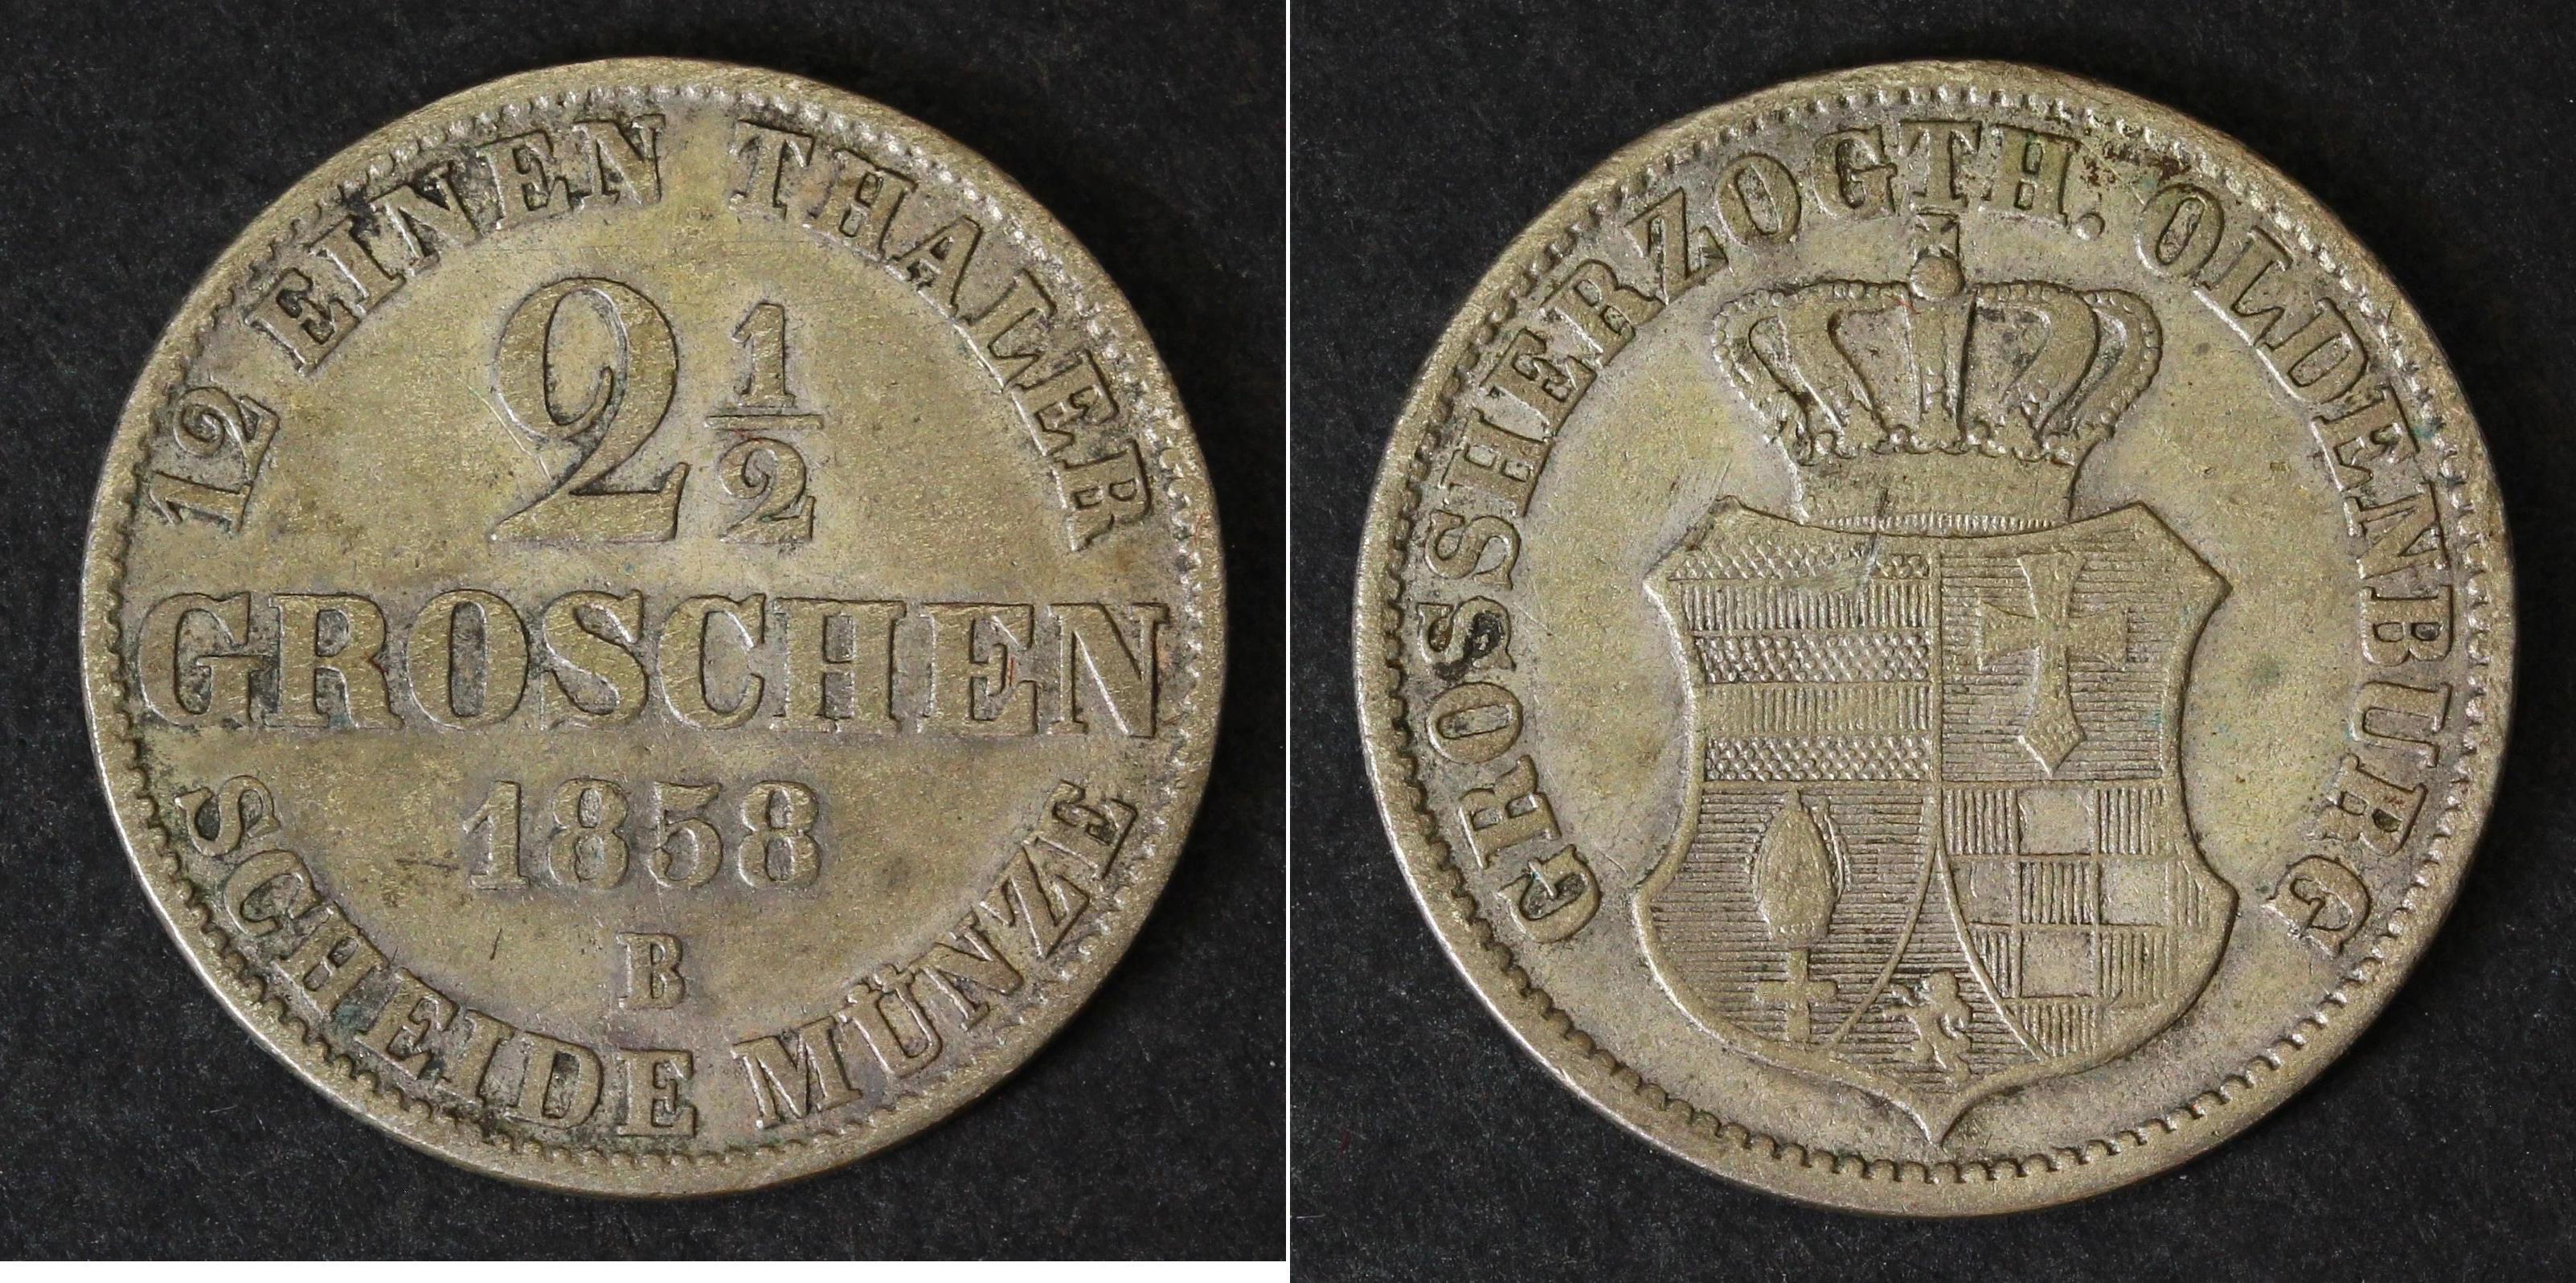 12 EINEN THALER
2 1/2
GROSCHEN
1858
B
SCHEIDE MÜNZE
GROSSHERZOGTH. OLDENBURG